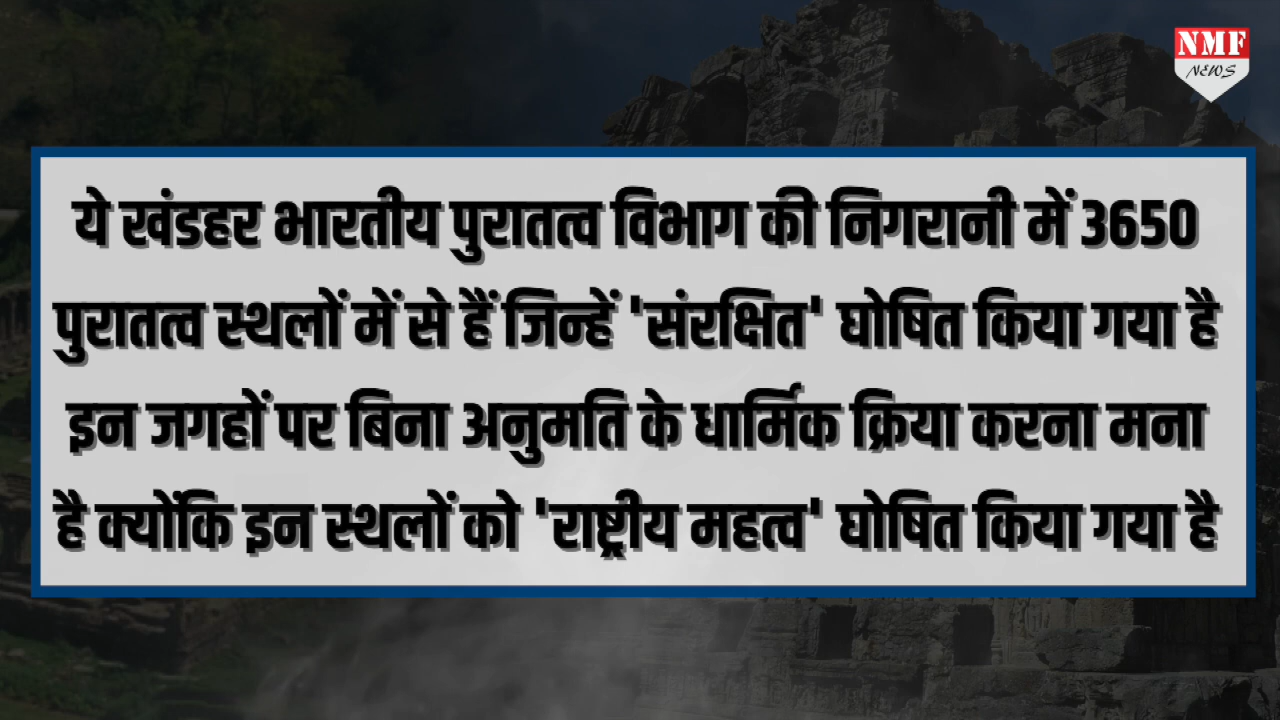 NMF
NEWS
ये खंडहर भारतीय पुरातत्व विभाग की निगरानी में 3650
पुरातत्व स्थलों में से हैं जिन्हें 'संरक्षित' घोषित किया गया है
इन जगहों पर बिना अनुमति के धार्मिक क्रिया करना मना
है क्योंकि इन स्थलों को 'राष्ट्रीय महत्व' घोषित किया गया है